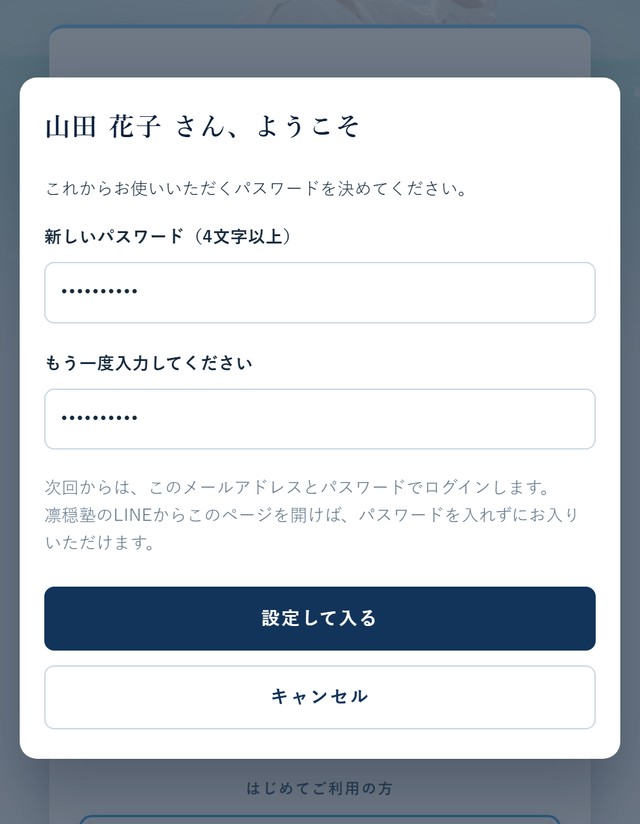 山田 花子 さん、ようこそ
これからお使いいただくパスワードを決めてください。
新しいパスワード（4文字以上）
••••••••••
もう一度入力してください
••••••••••
次回からは、このメールアドレスとパスワードでログインします。
凛穏塾のLINEからこのページを開けば、パスワードを入れずにお入り
いただけます。
設定して入る
キャンセル
はじめてご利用の方